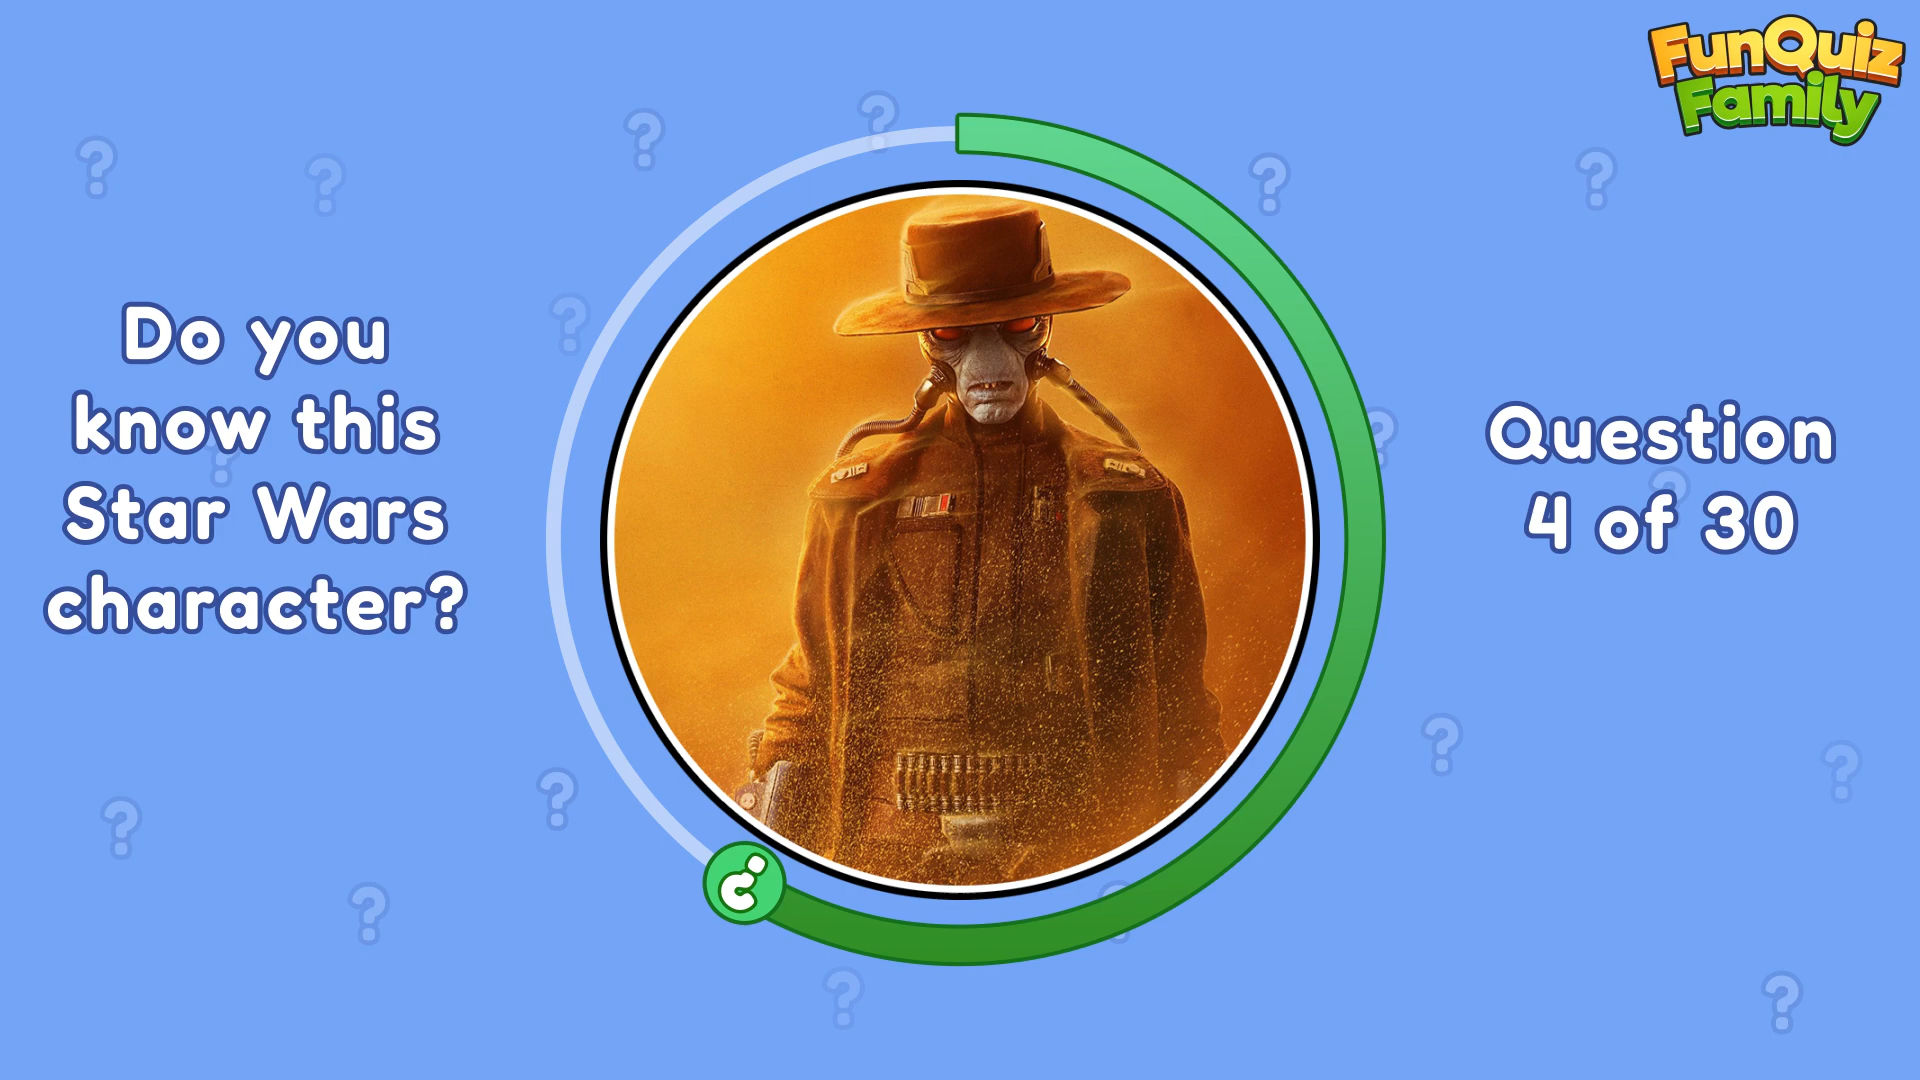 FunQuiz
Family
Do you
know this
Star Wars
character?
Question
4 of 30